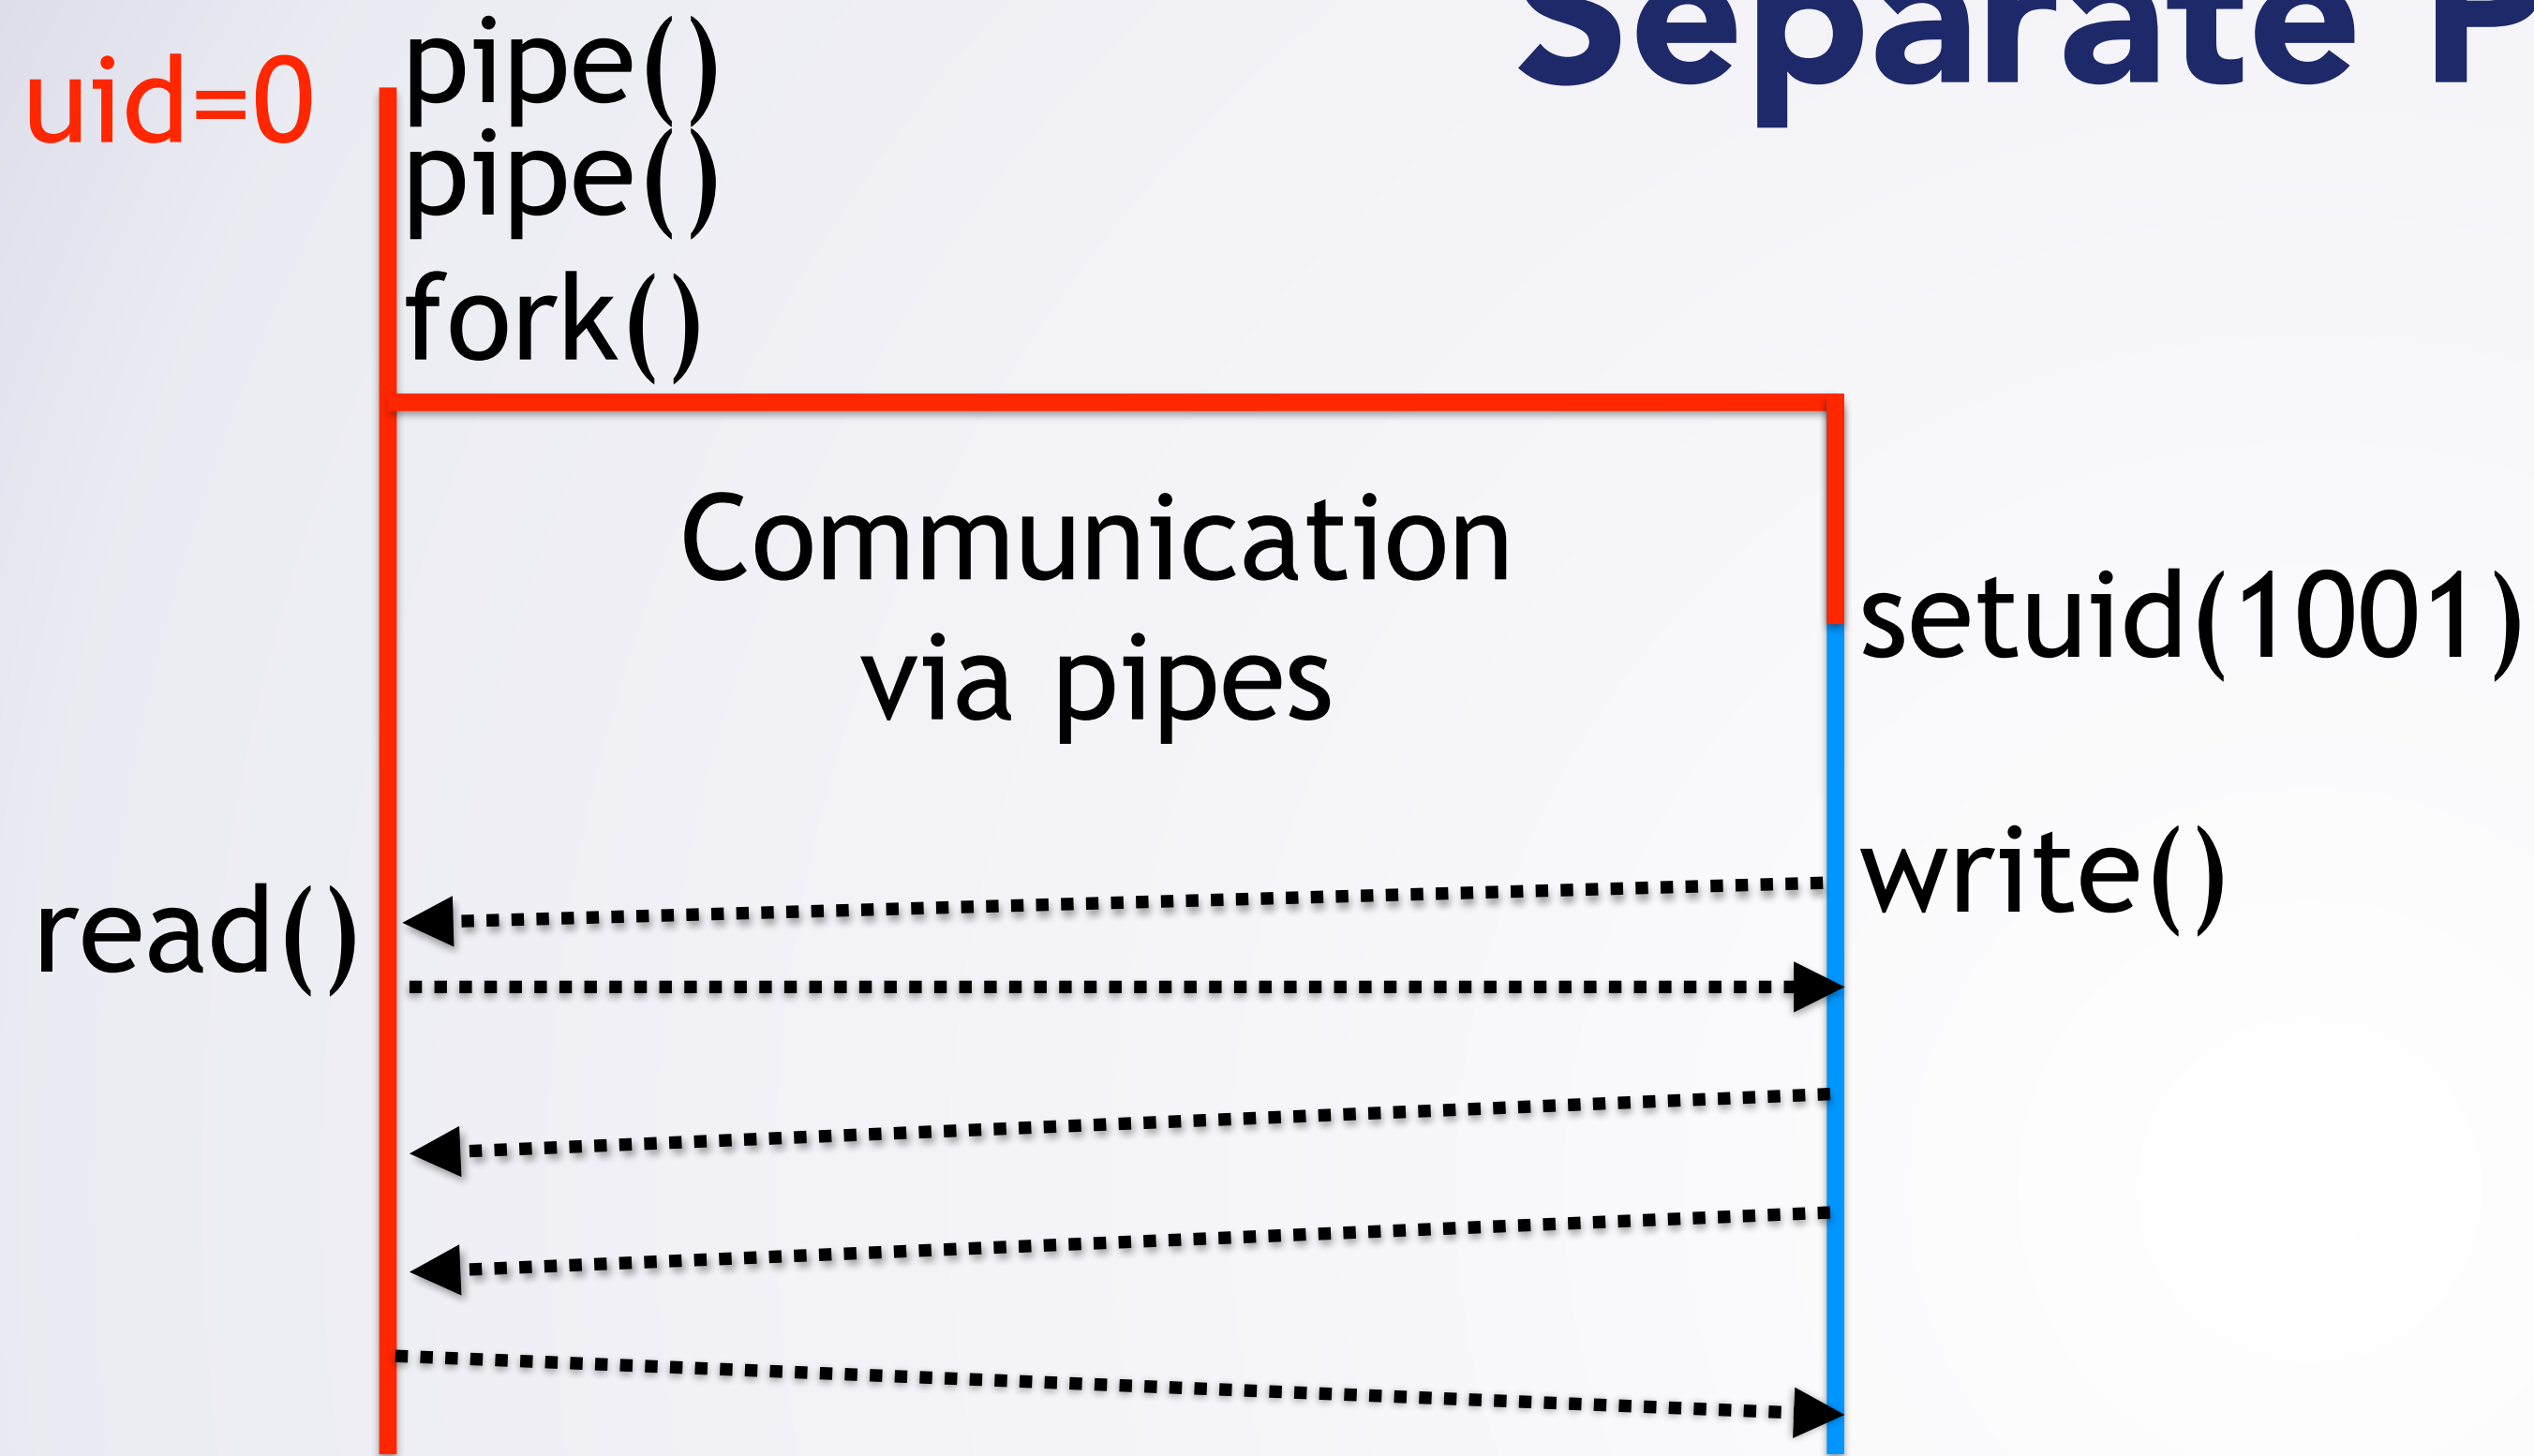 Separate P
uid=0
pipe()
pipe()
fork()
Communication
via pipes
setuid(1001)
write()
read()